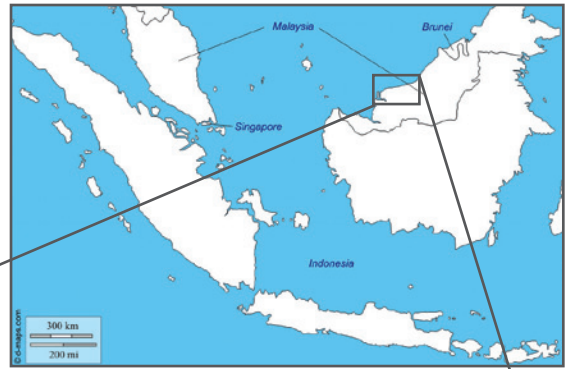 Malaysia
Brunei
Singapore
Indonesia
300 km
200 mi
© d-maps.com